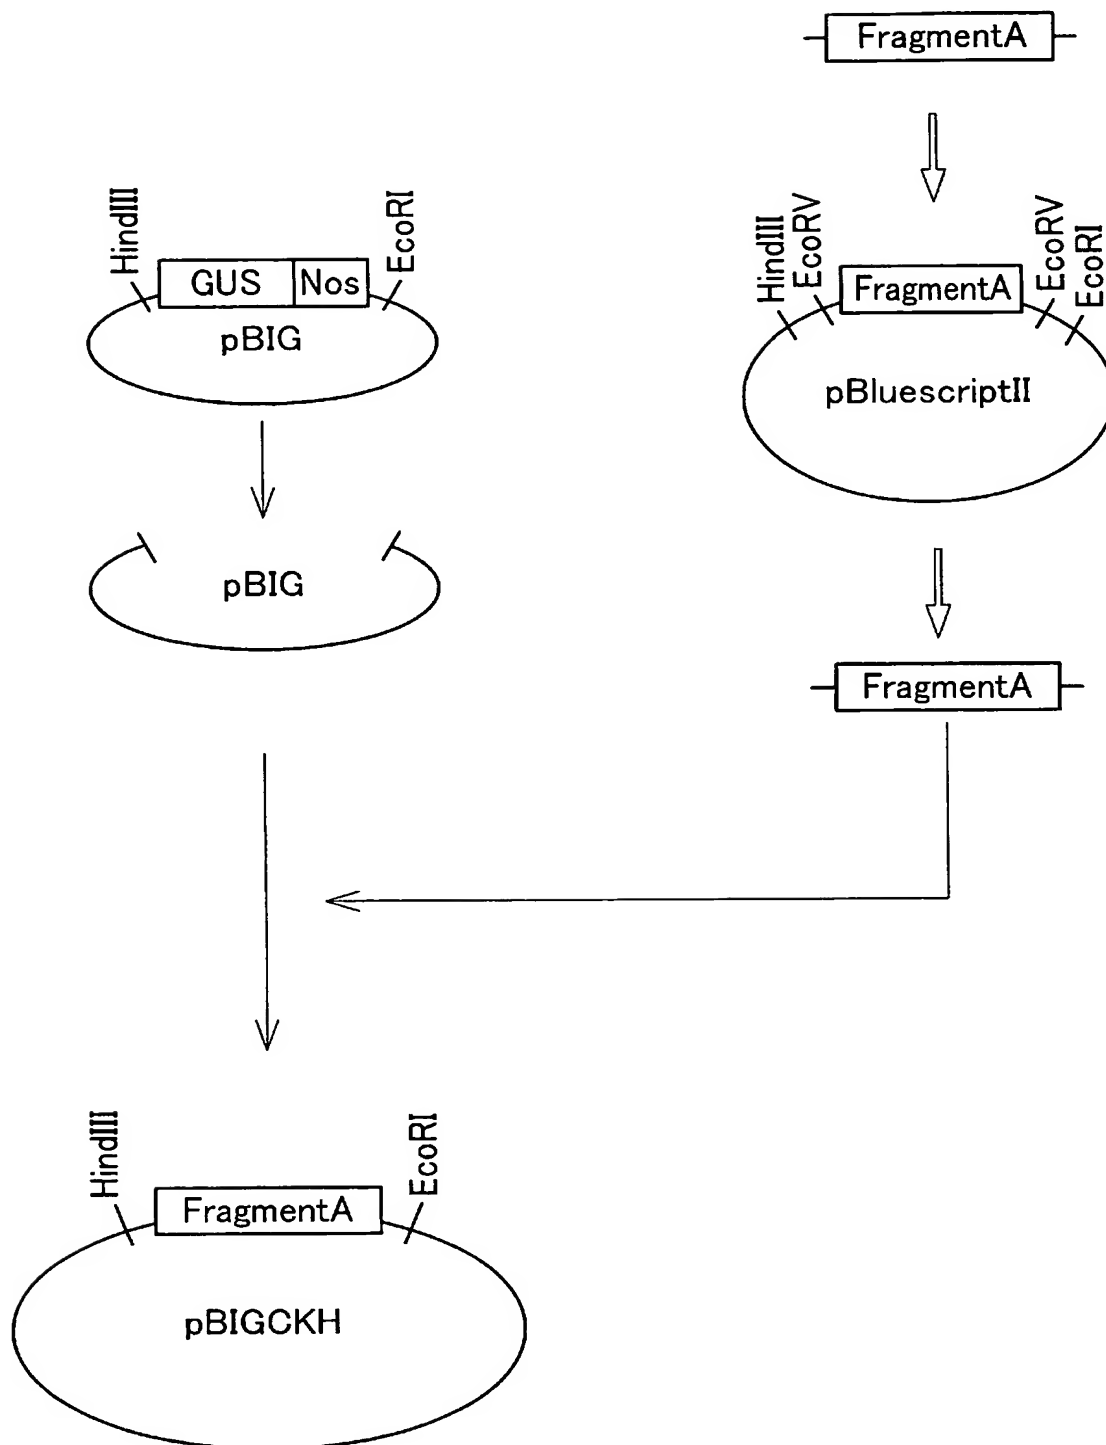 FragmentA
HindIII
EcoRI
GUS
Nos
pBIG
HindIII
EcoRV
EcoRV
EcoRI
FragmentA
pBluescriptII
pBIG
FragmentA
HindIII
EcoRI
FragmentA
pBIGCKH